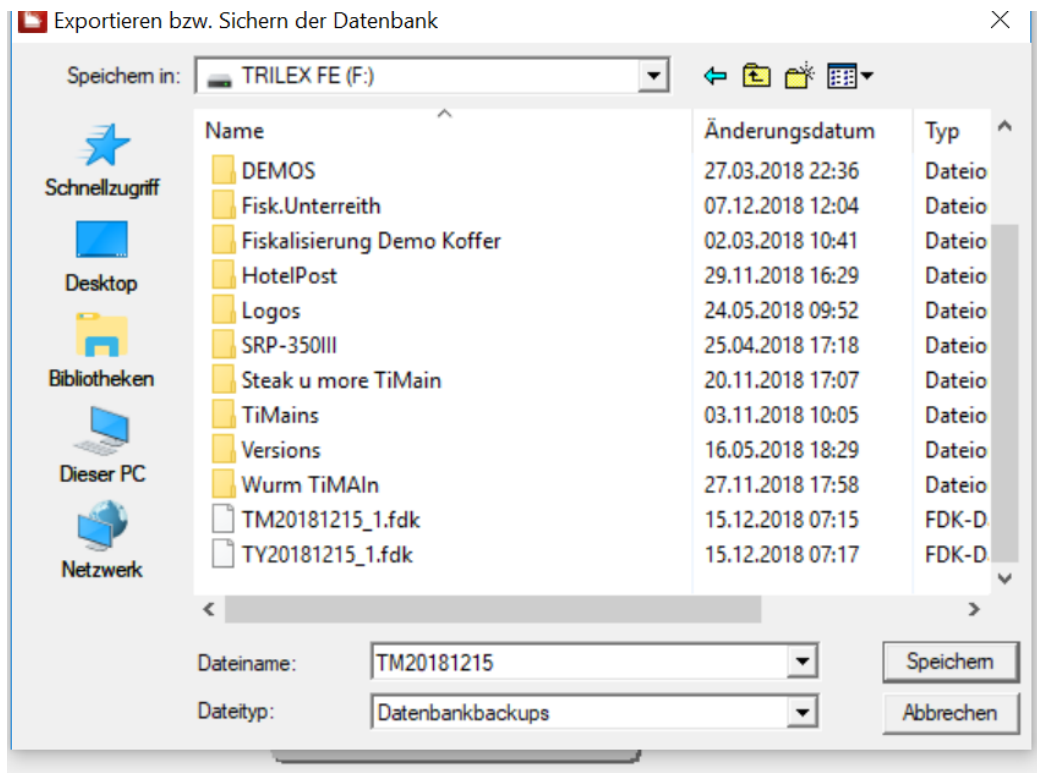 Exportieren bzw. Sichern der Datenbank
Speichern in: TRILEX FE (F:)
Name Änderungsdatum Typ
DEMOS 27.03.2018 22:36 Dateio
Fisk.Unterreith 07.12.2018 12:04 Dateio
Fiskalisierung Demo Koffer 02.03.2018 10:41 Dateio
HotelPost 29.11.2018 16:29 Dateio
Logos 24.05.2018 09:52 Dateio
SRP-350III 25.04.2018 17:18 Dateio
Steak u more TiMain 20.11.2018 17:07 Dateio
TiMains 03.11.2018 10:05 Dateio
Versions 16.05.2018 18:29 Dateio
Wurm TiMAIn 27.11.2018 17:58 Dateio
TM20181215_1.fdk 15.12.2018 07:15 FDK-D
TY20181215_1.fdk 15.12.2018 07:17 FDK-D
Schnellzugriff
Desktop
Bibliotheken
Dieser PC
Netzwerk
Dateiname: TM20181215 Speichern
Dateityp: Datenbankbackups Abbrechen